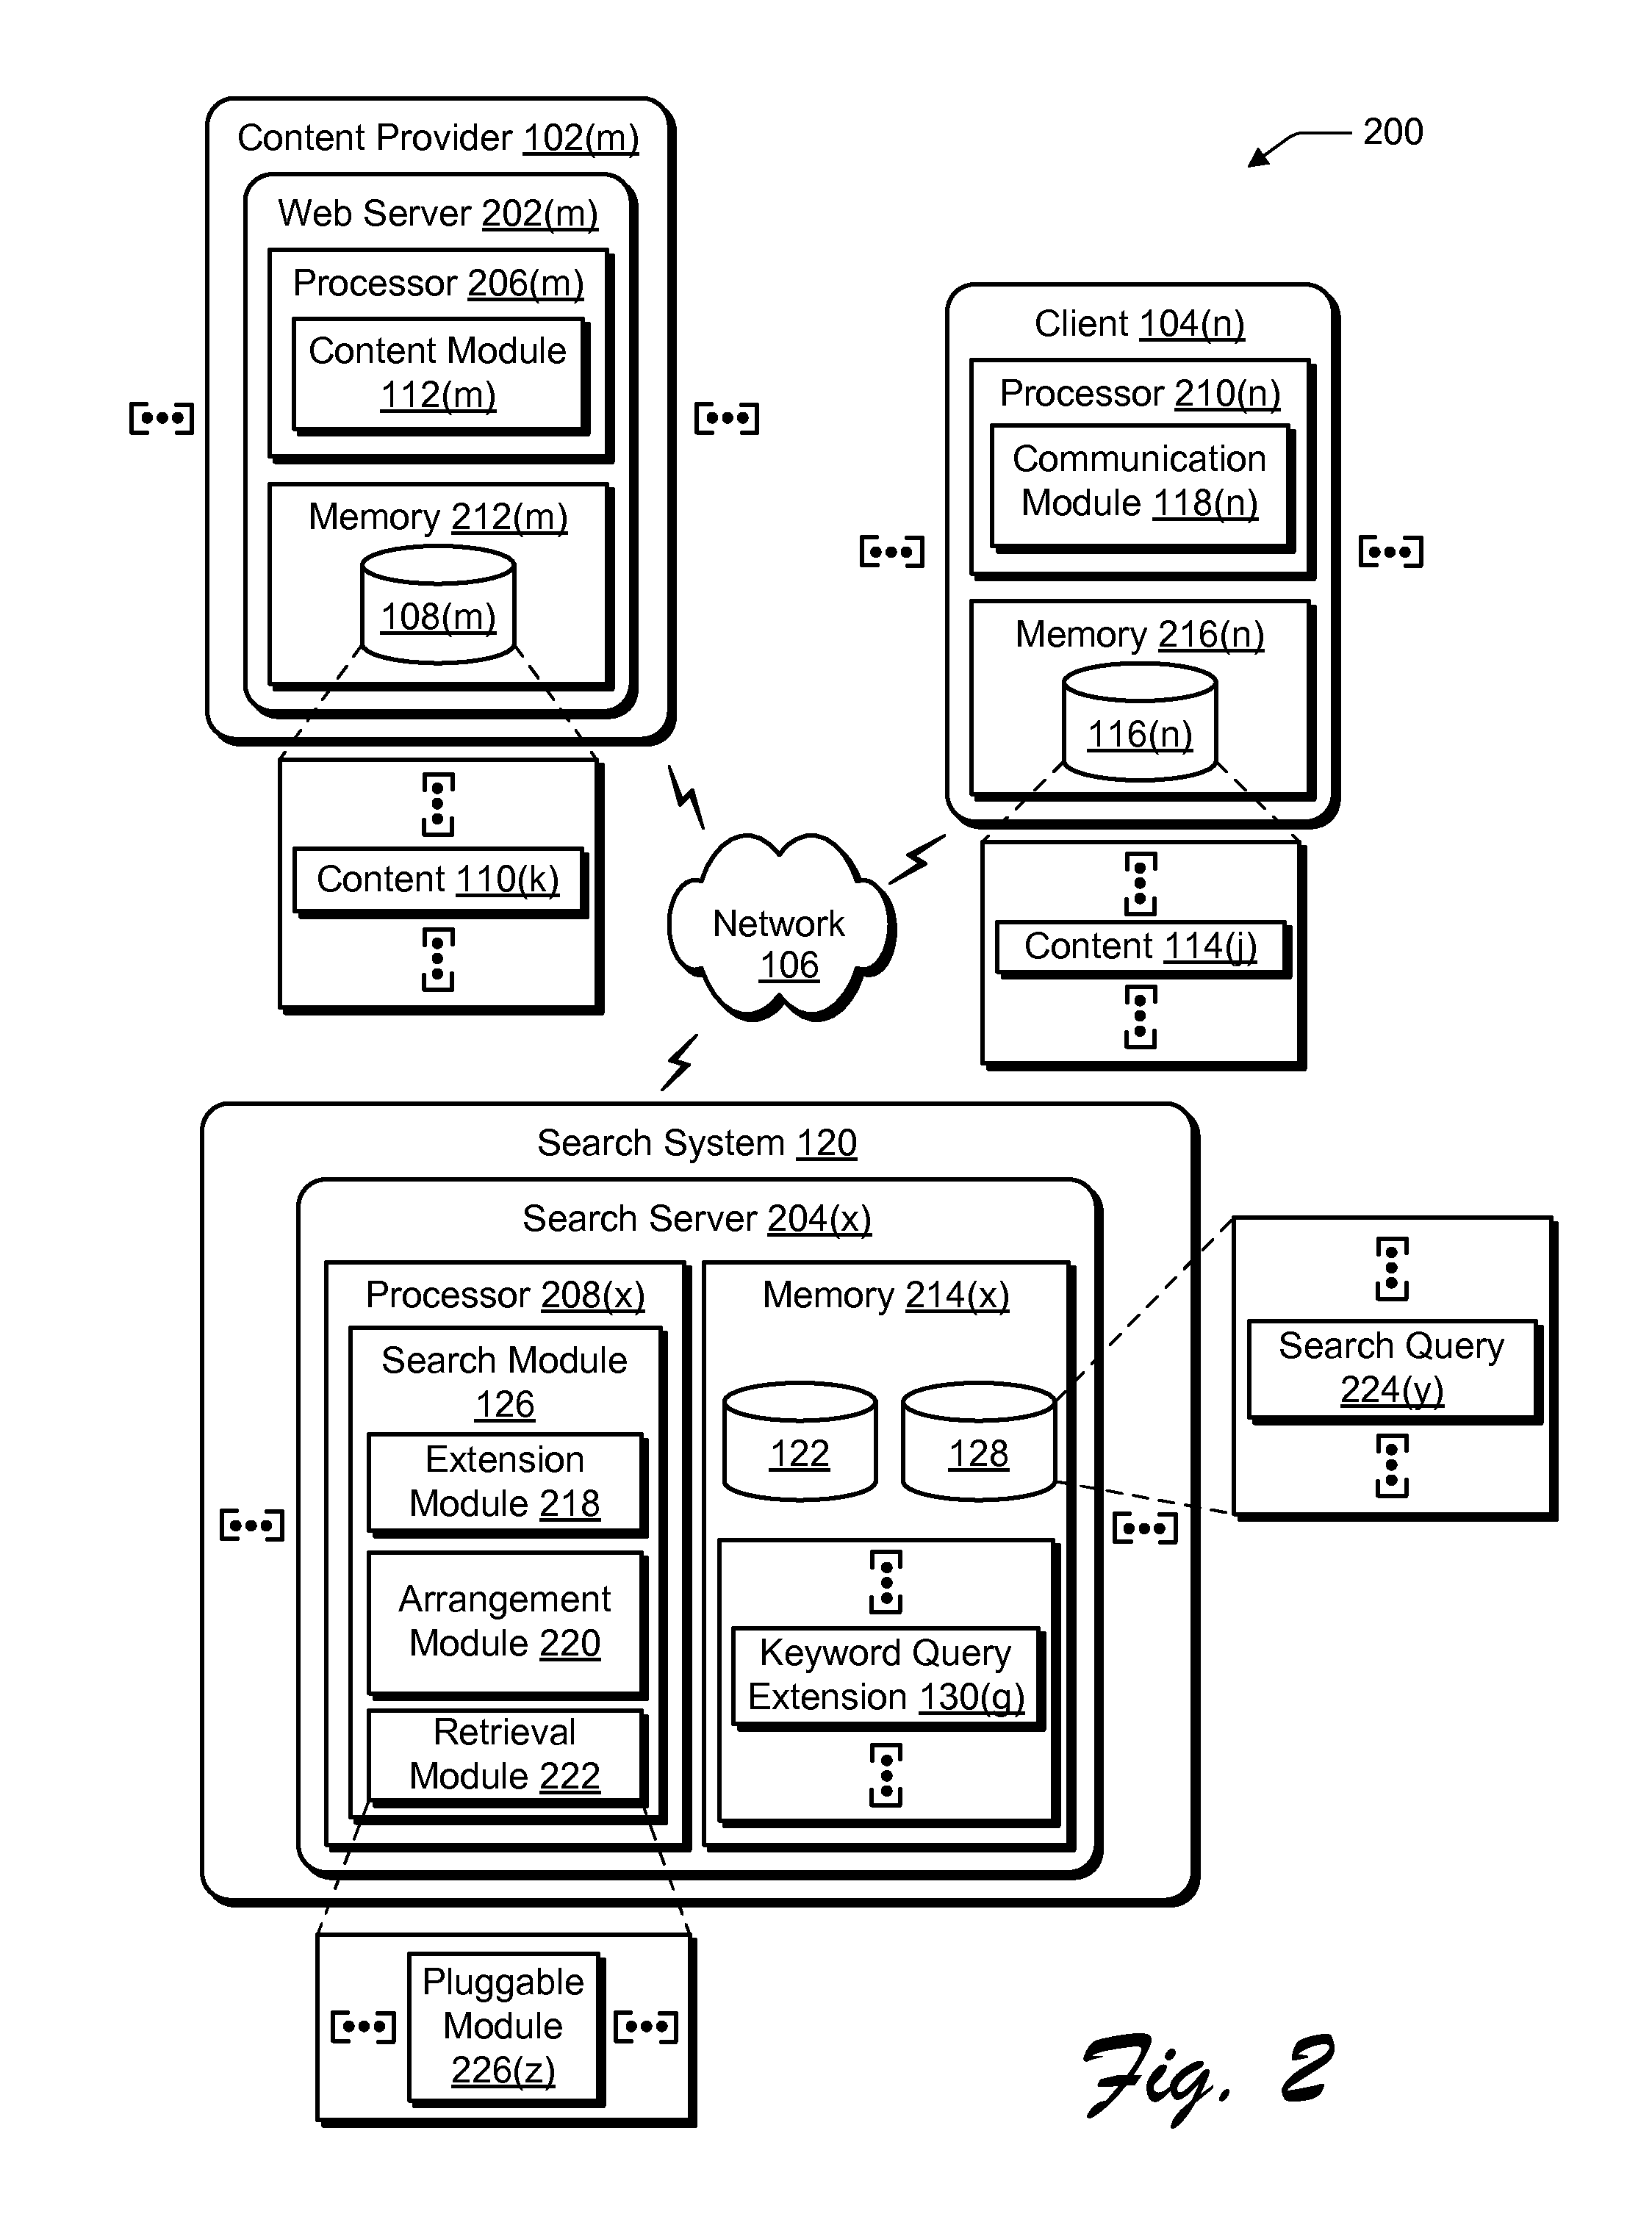 200
Content Provider 102(m)
Web Server 202(m)
Processor 206(m)
Content Module
112(m)
Memory 212(m)
108(m)
Content 110(k)
Client 104(n)
Processor 210(n)
Communication
Module 118(n)
Memory 216(n)
116(n)
Content 114(j)
Network
106
Search System 120
Search Server 204(x)
Processor 208(x)
Search Module
126
Extension
Module 218
Arrangement
Module 220
Retrieval
Module 222
Memory 214(x)
122
128
Keyword Query
Extension 130(g)
Search Query
224(y)
Pluggable
Module
226(z)
Fig. 2